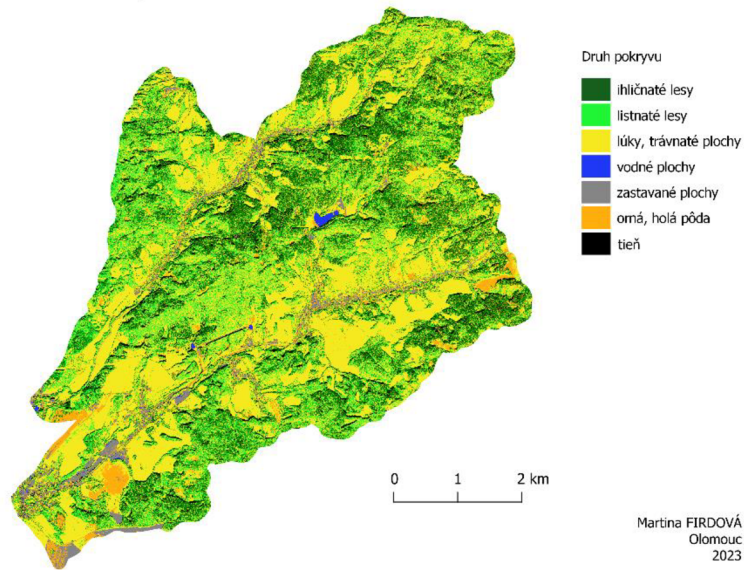 Druh pokryvu
ihličnaté lesy
listnaté lesy
lúky, trávnaté plochy
vodné plochy
zastavané plochy
orná, holá pôda
tieň
0 1 2 km
Martina FIRDOVÁ
Olomouc
2023